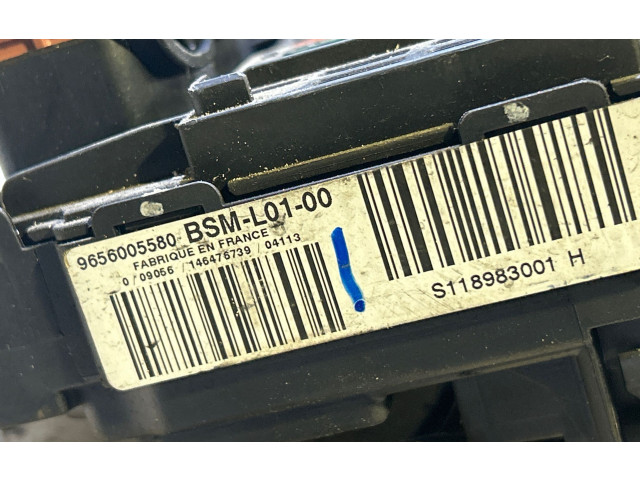 9656005580 BSM-L01-00
FABRIQUE EN FRANCE
0 / 09056 / 146476739 / 04113
S118983001 H